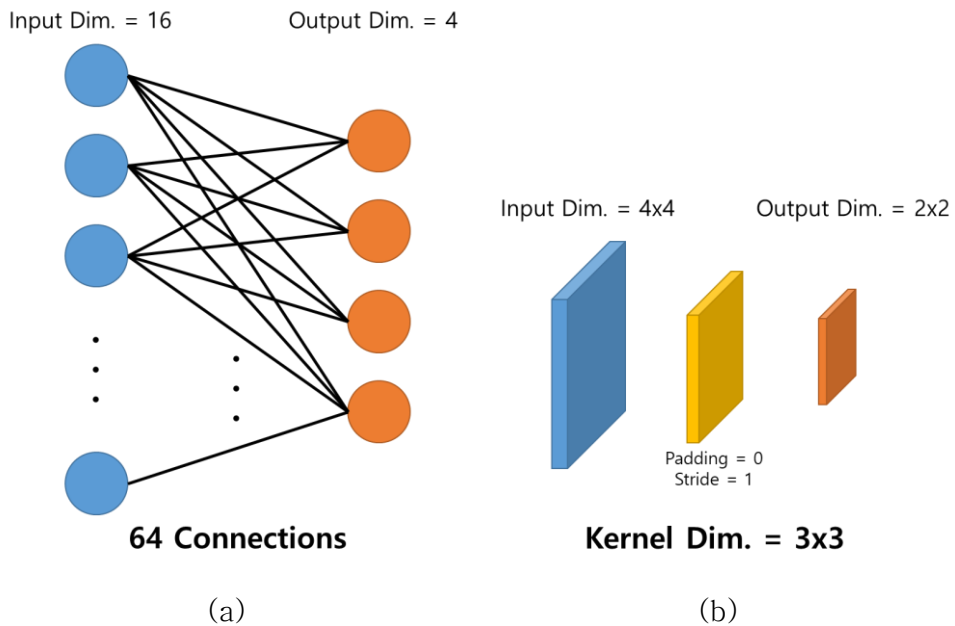 Input Dim. = 16
Output Dim. = 4
64 Connections
(a)
Input Dim. = 4x4
Output Dim. = 2x2
Padding = 0
Stride = 1
Kernel Dim. = 3x3
(b)